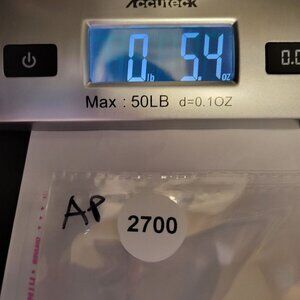 Accuteck
0 lb 5.4 oz
0.0
Max : 50LB d=0.1OZ
AP
2700